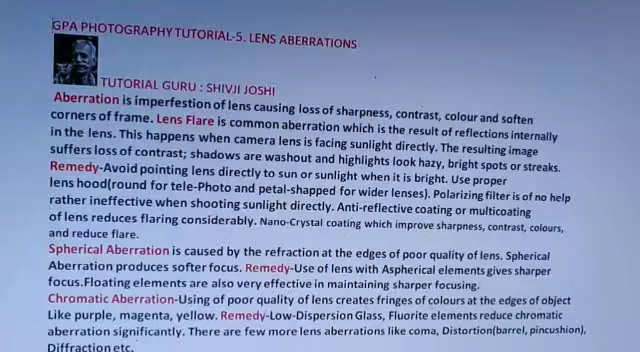 GPA PHOTOGRAPHY TUTORIAL-5. LENS ABERRATIONS
TUTORIAL GURU : SHIVJI JOSHI
Aberration is imperfestion of lens causing loss of sharpness, contrast, colour and soften
corners of frame. Lens Flare is common aberration which is the result of reflections internally
in the lens. This happens when camera lens is facing sunlight directly. The resulting image
suffers loss of contrast; shadows are washout and highlights look hazy, bright spots or streaks.
Remedy-Avoid pointing lens directly to sun or sunlight when it is bright. Use proper
lens hood(round for tele-Photo and petal-shapped for wider lenses). Polarizing filter is of no help
rather ineffective when shooting sunlight directly. Anti-reflective coating or multicoating
of lens reduces flaring considerably. Nano-Crystal coating which improve sharpness, contrast, colours,
and reduce flare.
Spherical Aberration is caused by the refraction at the edges of poor quality of lens. Spherical
Aberration produces softer focus. Remedy-Use of lens with Aspherical elements gives sharper
focus.Floating elements are also very effective in maintaining sharper focusing.
Chromatic Aberration-Using of poor quality of lens creates fringes of colours at the edges of object
Like purple, magenta, yellow. Remedy-Low-Dispersion Glass, Fluorite elements reduce chromatic
aberration significantly. There are few more lens aberrations like coma, Distortion(barrel, pincushion),
Diffraction etc.